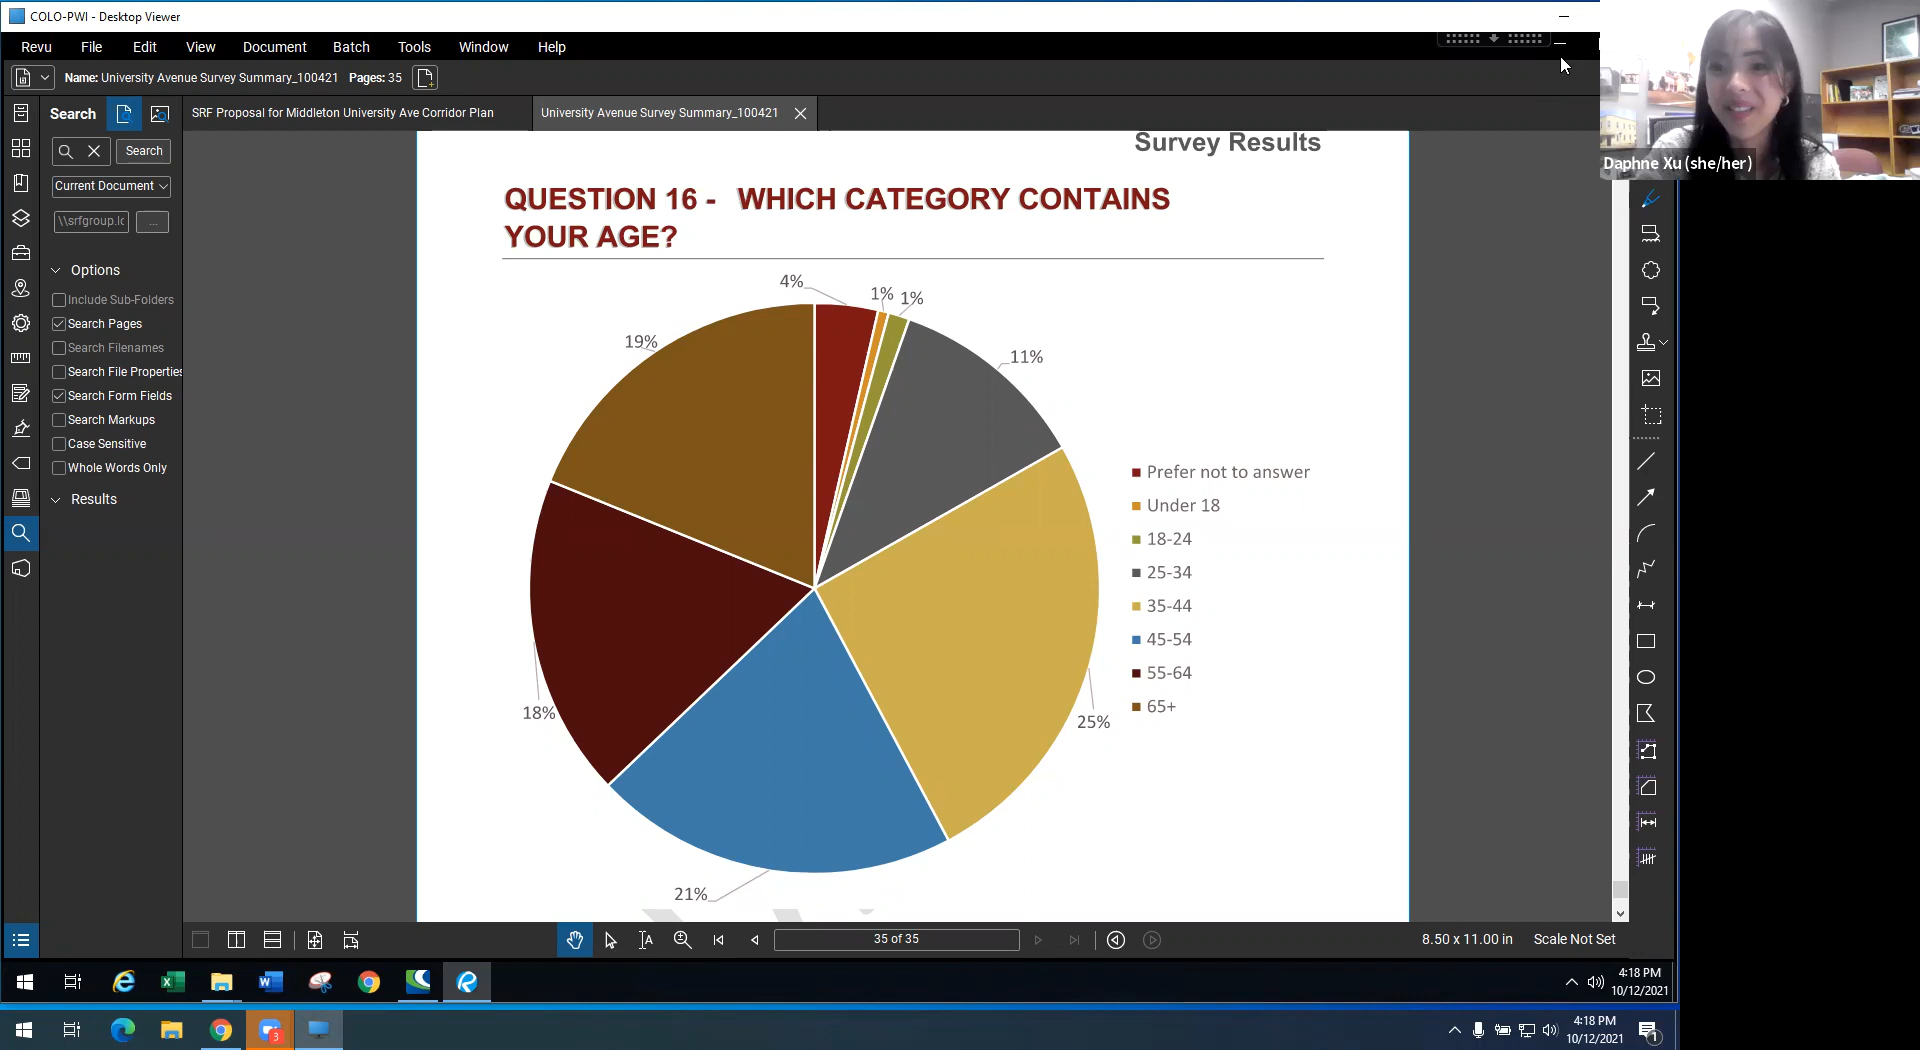 COLO-PWI - Desktop Viewer
Revu File Edit View Document Batch Tools Window Help
Name: University Avenue Survey Summary_100421 Pages: 35
Search
SRF Proposal for Middleton University Ave Corridor Plan
University Avenue Survey Summary_100421
Search
Current Document
...
Options
Include Sub-Folders
Search Pages
Search Filenames
Search File Properties
Search Form Fields
Search Markups
Case Sensitive
Whole Words Only
Results
Survey Results
QUESTION 16 - WHICH CATEGORY CONTAINS
YOUR AGE?
4%
1%
1%
19%
11%
18%
25%
21%
Prefer not to answer
Under 18
18-24
25-34
35-44
45-54
55-64
65+
Daphne Xu (she/her)
35 of 35
8.50 x 11.00 in
Scale Not Set
4:18 PM
10/12/2021
3
4:18 PM
10/12/2021
1